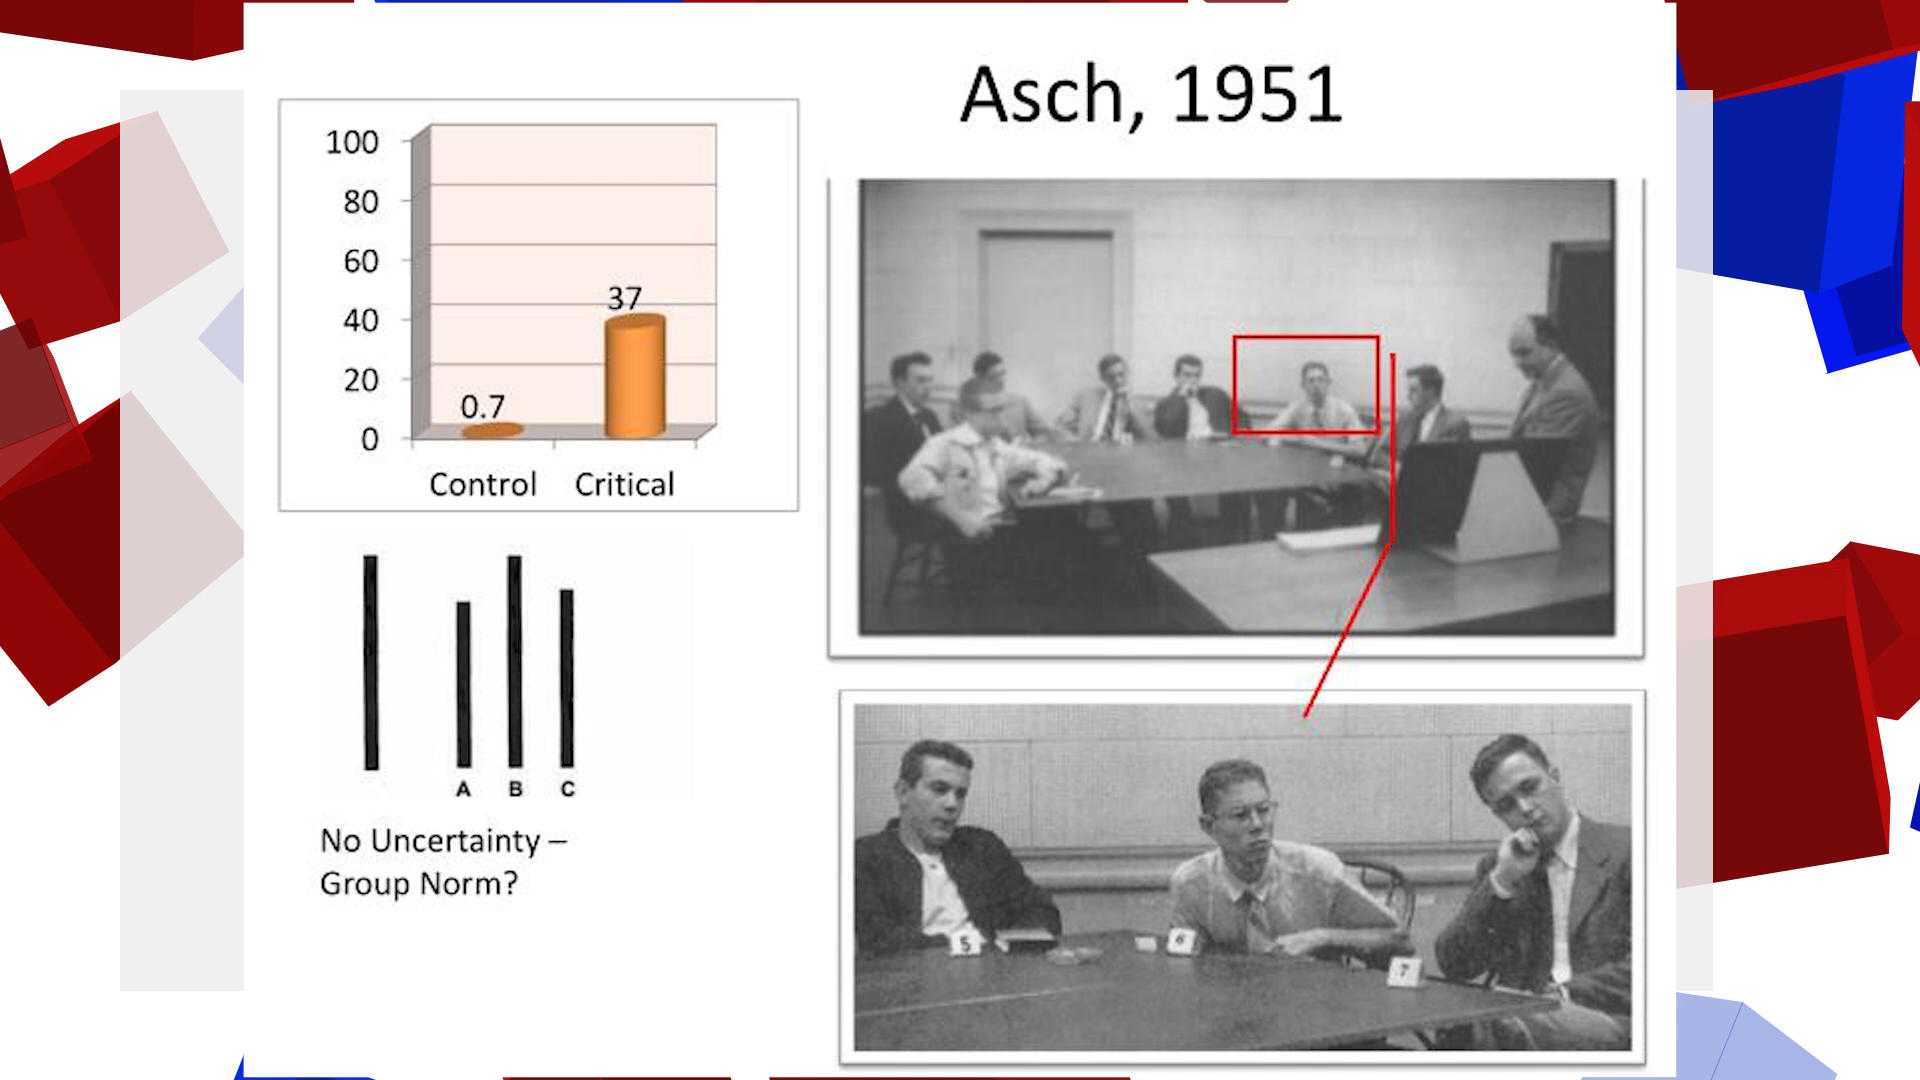 Asch, 1951
100
80
60
40
20
0
0.7
37
Control
Critical
A B C
No Uncertainty –
Group Norm?
5
6
7